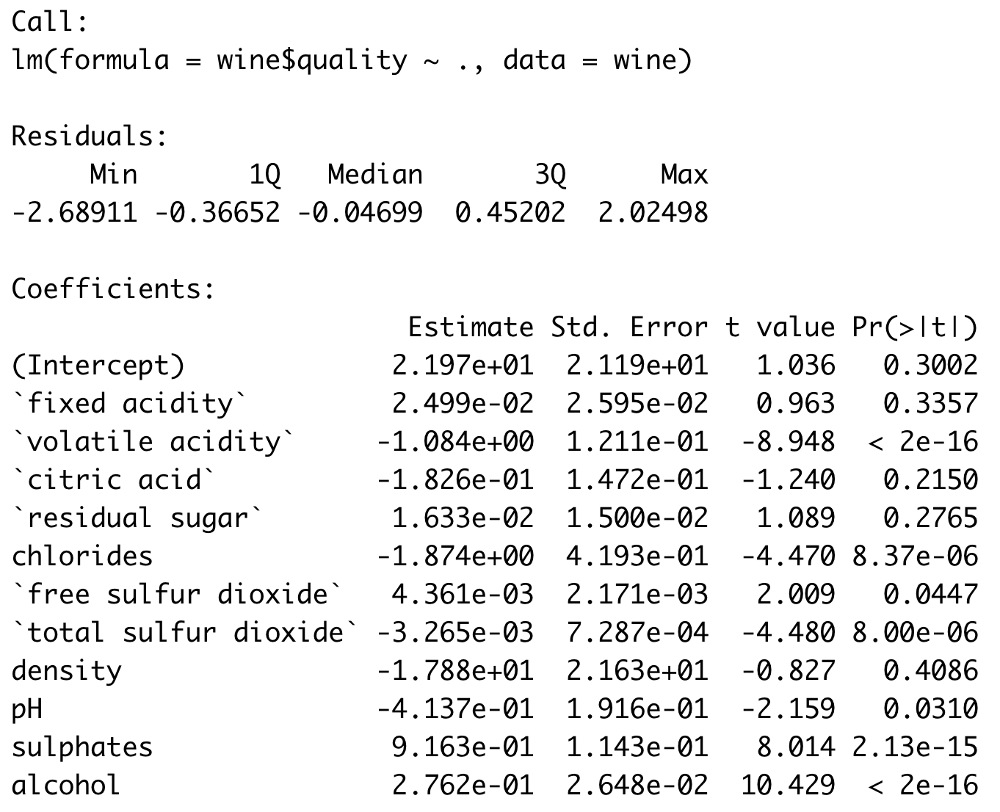 Call:
lm(formula = wine$quality ~ ., data = wine)
Residuals:
Min 1Q Median 3Q Max
-2.68911 -0.36652 -0.04699 0.45202 2.02498
Coefficients:
Estimate Std. Error t value Pr(>|t|)
(Intercept) 2.197e+01 2.119e+01 1.036 0.3002
`fixed acidity` 2.499e-02 2.595e-02 0.963 0.3357
`volatile acidity` -1.084e+00 1.211e-01 -8.948 < 2e-16
`citric acid` -1.826e-01 1.472e-01 -1.240 0.2150
`residual sugar` 1.633e-02 1.500e-02 1.089 0.2765
chlorides -1.874e+00 4.193e-01 -4.470 8.37e-06
`free sulfur dioxide` 4.361e-03 2.171e-03 2.009 0.0447
`total sulfur dioxide` -3.265e-03 7.287e-04 -4.480 8.00e-06
density -1.788e+01 2.163e+01 -0.827 0.4086
pH -4.137e-01 1.916e-01 -2.159 0.0310
sulphates 9.163e-01 1.143e-01 8.014 2.13e-15
alcohol 2.762e-01 2.648e-02 10.429 < 2e-16